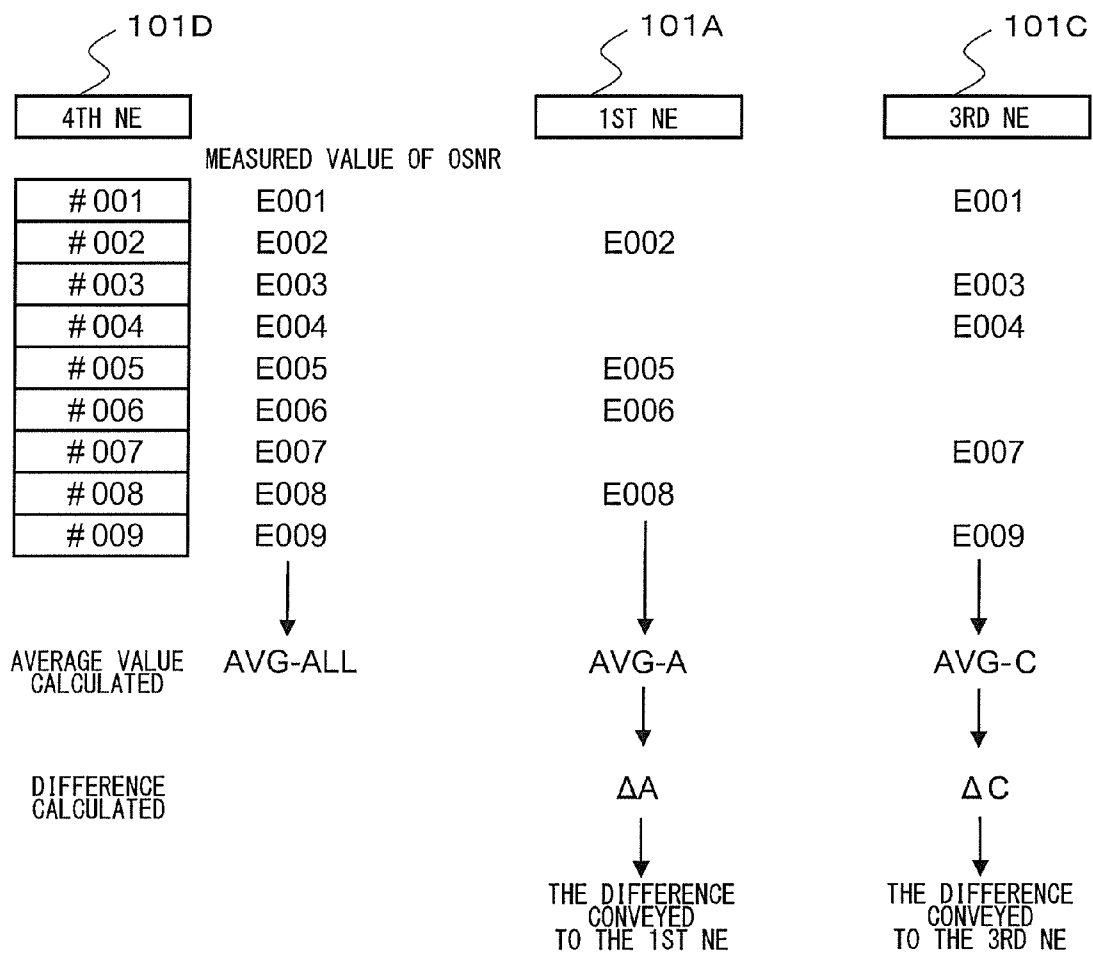 101D 101A 101C
4TH NE 1ST NE 3RD NE
MEASURED VALUE OF OSNR
#001 E001 E001
#002 E002 E002
#003 E003 E003
#004 E004 E004
#005 E005 E005
#006 E006 E006
#007 E007 E007
#008 E008 E008
#009 E009 E009
AVERAGE VALUE
CALCULATED
AVG-ALL AVG-A AVG-C
DIFFERENCE
CALCULATED
ΔA ΔC
THE DIFFERENCE
CONVEYED
TO THE 1ST NE
THE DIFFERENCE
CONVEYED
TO THE 3RD NE